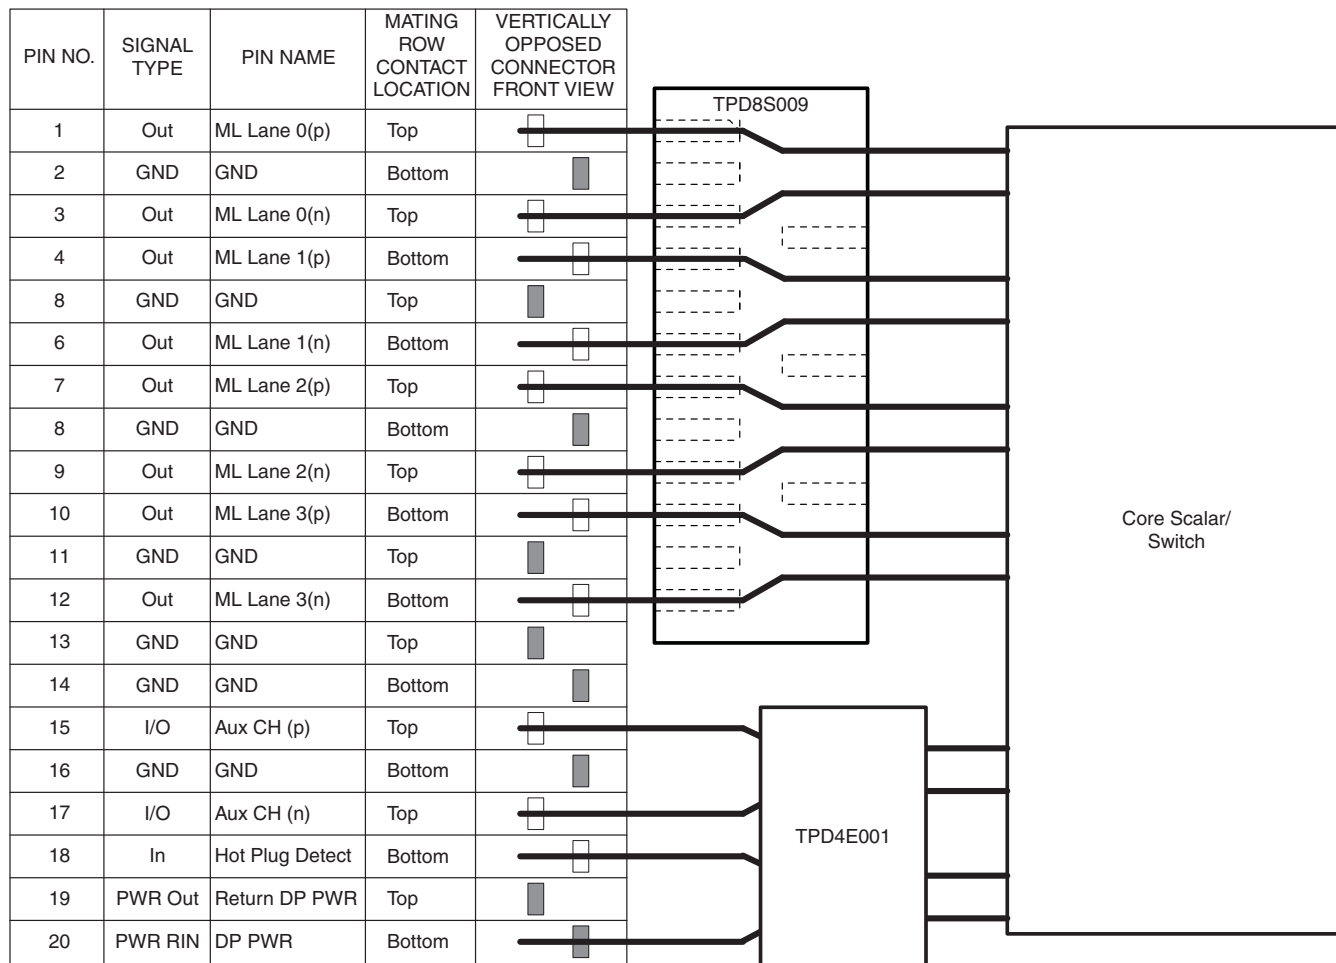 PIN NO. SIGNAL TYPE PIN NAME MATING ROW CONTACT LOCATION VERTICALLY OPPOSED CONNECTOR FRONT VIEW
TPD8S009
1 Out ML Lane 0(p) Top
2 GND GND Bottom
3 Out ML Lane 0(n) Top
4 Out ML Lane 1(p) Bottom
8 GND GND Top
6 Out ML Lane 1(n) Bottom
7 Out ML Lane 2(p) Top
8 GND GND Bottom
9 Out ML Lane 2(n) Top
10 Out ML Lane 3(p) Bottom
11 GND GND Top
12 Out ML Lane 3(n) Bottom
13 GND GND Top
14 GND GND Bottom
15 I/O Aux CH (p) Top
16 GND GND Bottom
17 I/O Aux CH (n) Top
18 In Hot Plug Detect Bottom
19 PWR Out Return DP PWR Top
20 PWR RIN DP PWR Bottom
Core Scalar/
Switch
TPD4E001